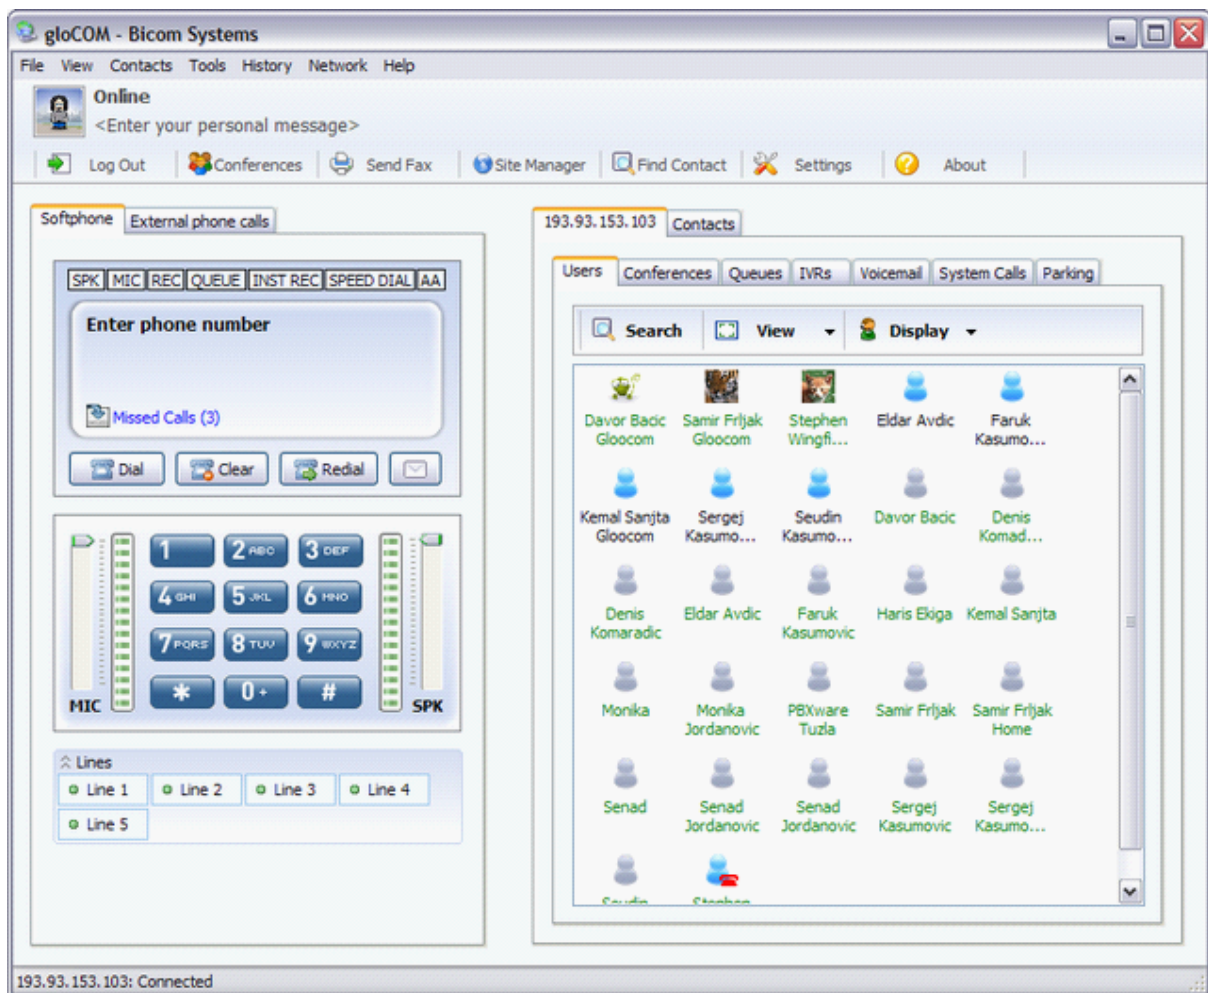 gloCOM - Bicom Systems
File View Contacts Tools History Network Help
Online
<Enter your personal message>
Log Out Conferences Send Fax Site Manager Find Contact Settings About
Softphone External phone calls
SPK MIC REC QUEUE INST REC SPEED DIAL AA
Enter phone number
Missed Calls (3)
Dial Clear Redial
1 2 ABC 3 DEF
4 GHI 5 JKL 6 MNO
7 PQRS 8 TUV 9 WXYZ
* 0 + #
MIC SPK
Lines
Line 1 Line 2 Line 3 Line 4
Line 5
193.93.153.103 Contacts
Users Conferences Queues IVRs Voicemail System Calls Parking
Search View Display
Davor Bacic Samir Frljak Stephen Eldar Avdic Faruk
Gloocom Gloocom Wingfi... Kasumo...
Kemal Sanjta Sergej Seudin Davor Bacic Denis
Gloocom Kasumo... Kasumo... Komad...
Denis Eldar Avdic Faruk Haris Ekiga Kemal Sanjta
Komaradic Kasumovic
Monika Monika PBXware Samir Frljak Samir Frljak
Jordanovic Tuzla Home
Senad Senad Senad Sergej Sergej
Jordanovic Jordanovic Kasumovic Kasumo...
Seudin Stephen
193.93.153.103: Connected